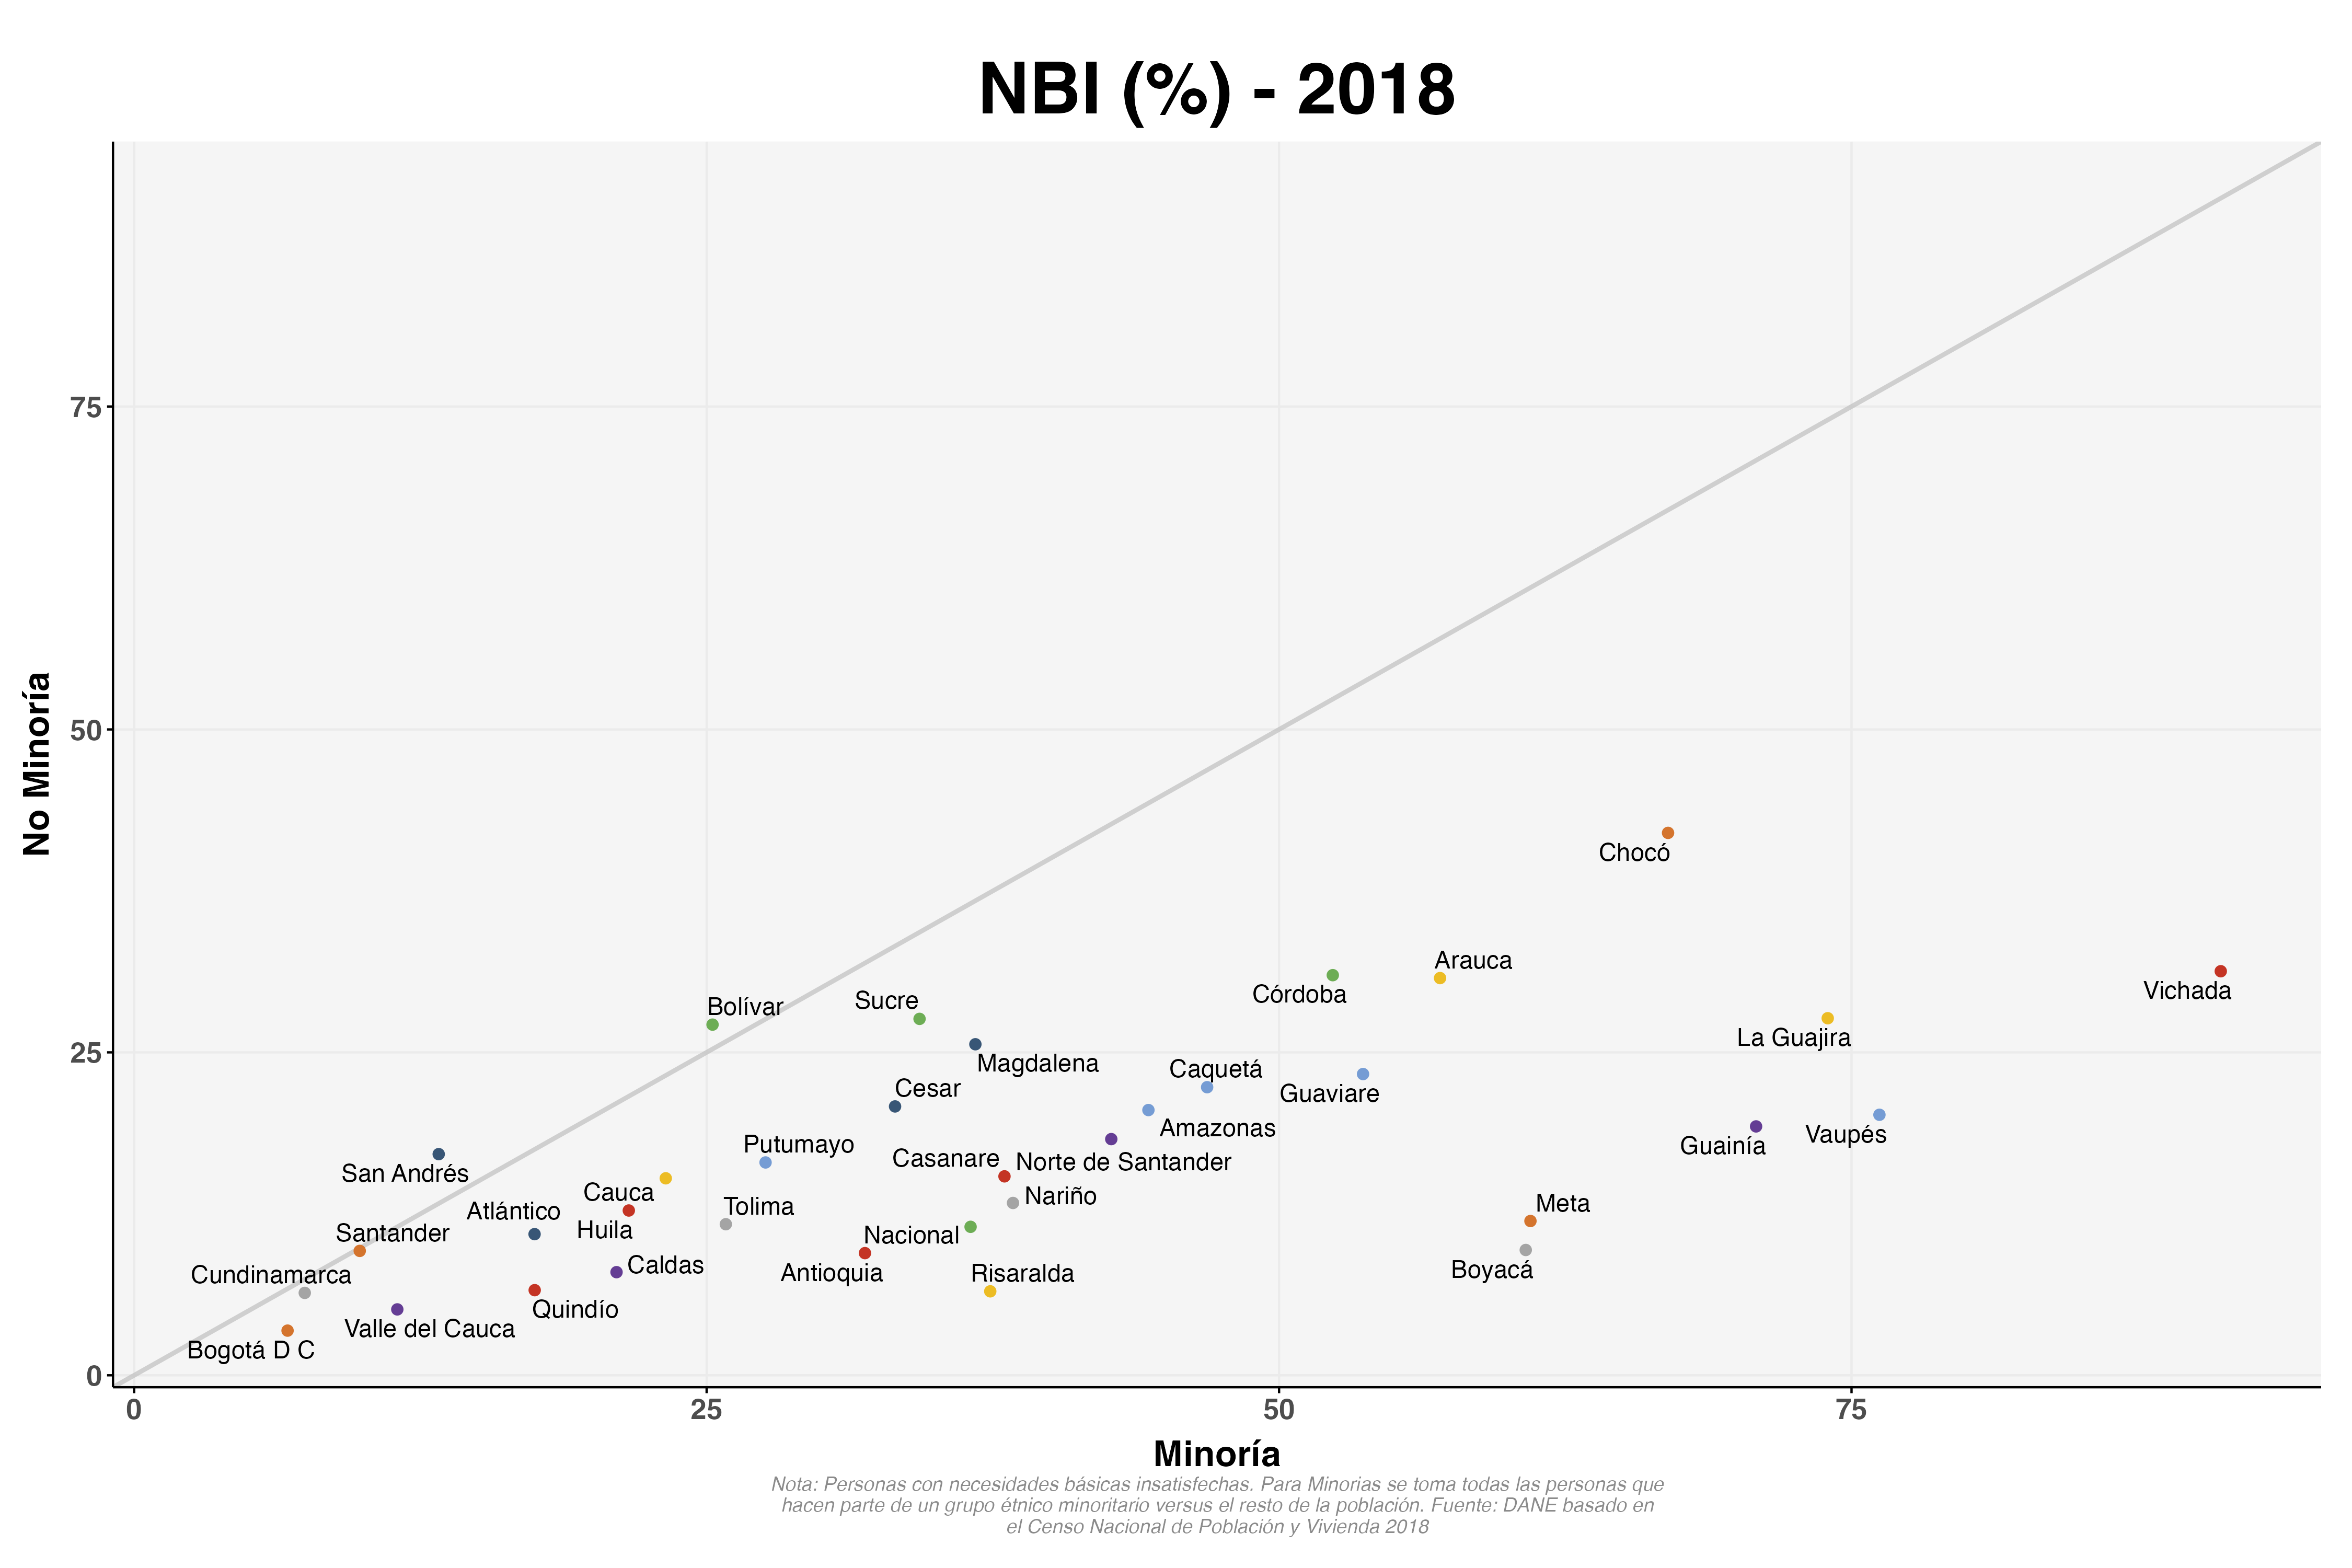 NBI (%) - 2018
No Minoría
75
50
25
0
Chocó
Arauca
Córdoba
Vichada
Bolívar
Sucre
La Guajira
Magdalena
Caquetá
Cesar
Guaviare
Amazonas
Vaupés
Guainía
Putumayo
Casanare
Norte de Santander
San Andrés
Cauca
Nariño
Tolima
Meta
Atlántico
Huila
Santander
Nacional
Caldas
Boyacá
Cundinamarca
Antioquia
Risaralda
Quindío
Valle del Cauca
Bogotá D C
0
25
50
75
Minoría
Nota: Personas con necesidades básicas insatisfechas. Para Minorias se toma todas las personas que
hacen parte de un grupo étnico minoritario versus el resto de la población. Fuente: DANE basado en
el Censo Nacional de Población y Vivienda 2018